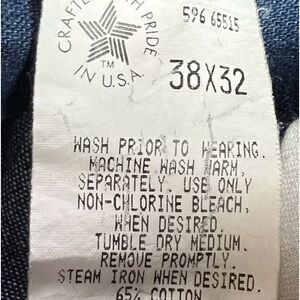 CRAFTED WITH PRIDE
TM
IN U.S.A.
596 65515
38X32
WASH PRIOR TO WEARING.
MACHINE WASH WARM,
SEPARATELY. USE ONLY
NON-CHLORINE BLEACH,
WHEN DESIRED.
TUMBLE DRY MEDIUM.
REMOVE PROMPTLY.
STEAM IRON WHEN DESIRED.
65% COTTON